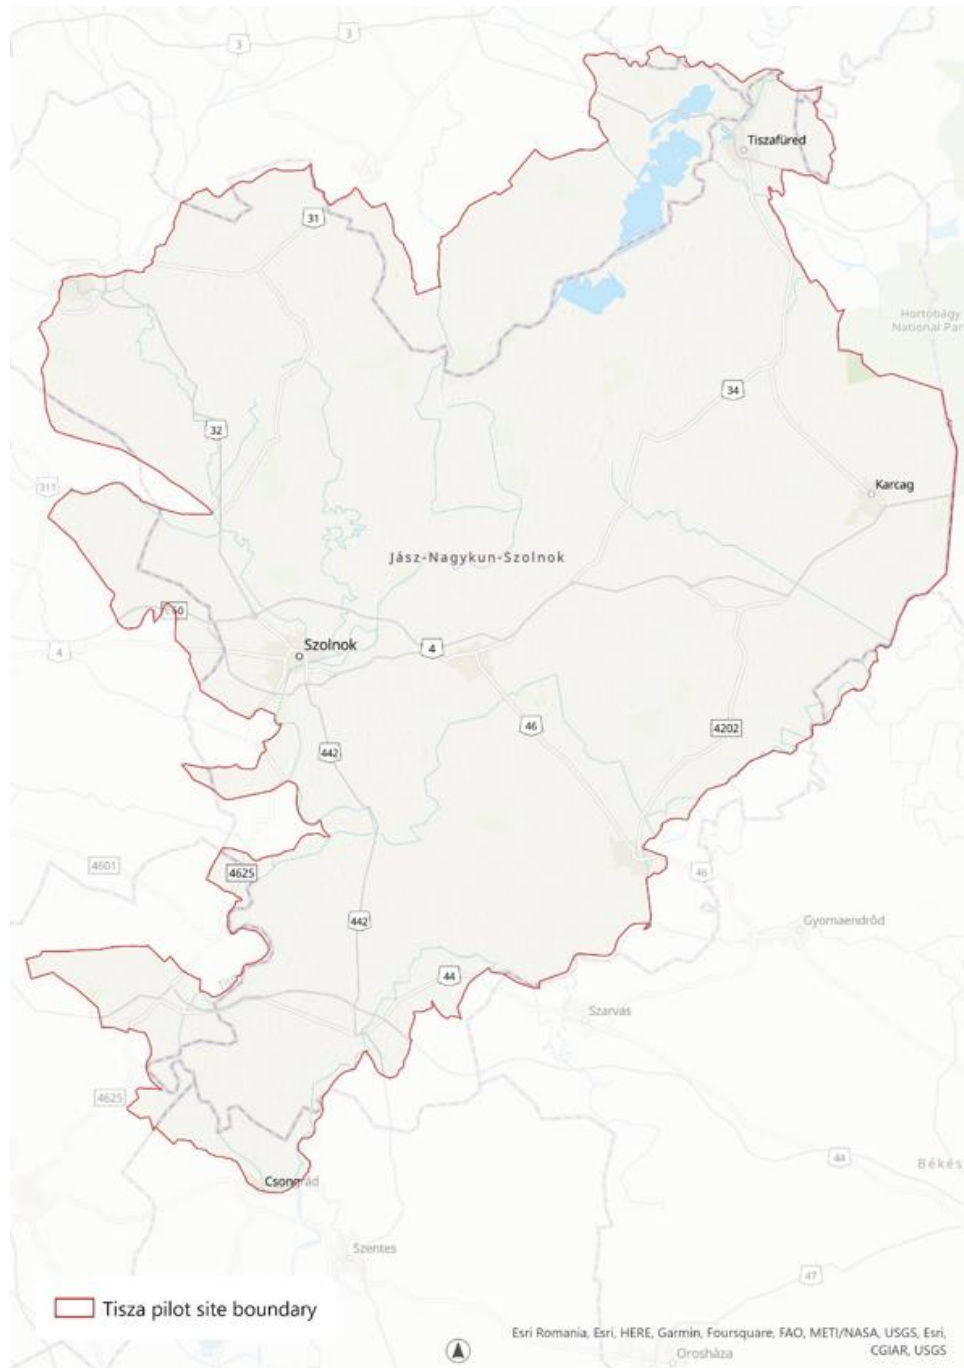 3
3
Tiszafüred
31
Hortobágy
National Par
34
32
311
Karcag
Jász-Nagykun-Szolnok
E60
Szolnok
4
4
46
4202
442
4601
4625
46
442
Gyomaendrőd
44
Szarvas
4625
44
Békés
Csongrád
Szentes
47
Tisza pilot site boundary
Esri Romania, Esri, HERE, Garmin, Foursquare, FAO, METI/NASA, USGS, Esri,
CGIAR, USGS
Orosháza